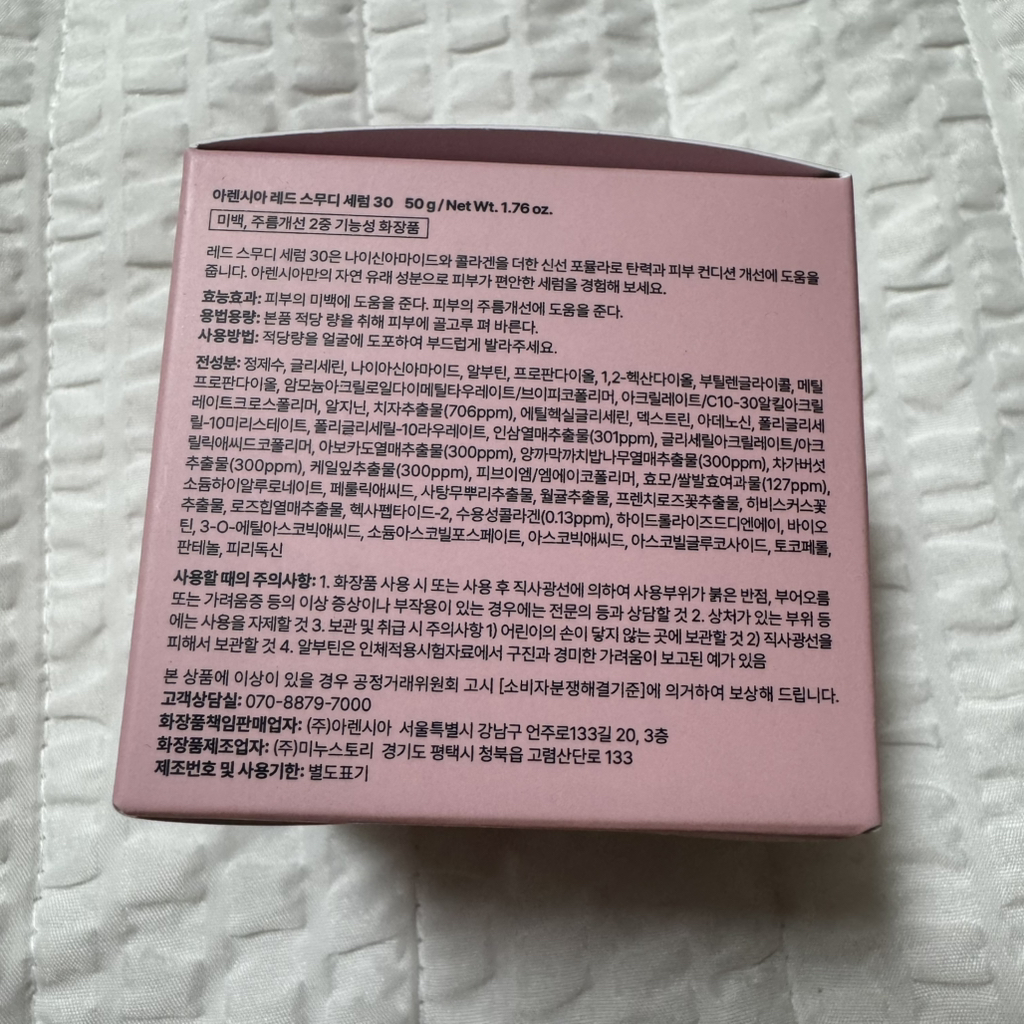 아렌시아 레드 스무디 세럼 30 50 g / Net Wt. 1.76 oz.
미백, 주름개선 2중 기능성 화장품
레드 스무디 세럼 30은 나이신아마이드와 콜라겐을 더한 신선 포뮬라로 탄력과 피부 컨디션 개선에 도움을
줍니다. 아렌시아만의 자연 유래 성분으로 피부가 편안한 세럼을 경험해 보세요.
효능효과: 피부의 미백에 도움을 준다. 피부의 주름개선에 도움을 준다.
용법용량: 본품 적당 량을 취해 피부에 골고루 펴 바른다.
사용방법: 적당량을 얼굴에 도포하여 부드럽게 발라주세요.
전성분: 정제수, 글리세린, 나이아신아마이드, 알부틴, 프로판다이올, 1,2-헥산다이올, 부틸렌글라이콜, 메틸
프로판다이올, 암모늄아크릴로일다이메틸타우레이트/브이피코폴리머, 아크릴레이트/C10-30알킬아크릴
레이트크로스폴리머, 알지닌, 치자추출물(706ppm), 에틸헥실글리세린, 덱스트린, 아데노신, 폴리글리세
릴-10미리스테이트, 폴리글리세릴-10라우레이트, 인삼열매추출물(301ppm), 글리세릴아크릴레이트/아크
릴릭애씨드코폴리머, 아보카도열매추출물(300ppm), 양까막까치밥나무열매추출물(300ppm), 차가버섯
추출물(300ppm), 케일잎추출물(300ppm), 피브이엠/엠에이코폴리머, 효모/쌀발효여과물(127ppm),
소듐하이알루로네이트, 페룰릭애씨드, 사탕무뿌리추출물, 월귤추출물, 프렌치로즈꽃추출물, 히비스커스꽃
추출물, 로즈힙열매추출물, 헥사펩타이드-2, 수용성콜라겐(0.13ppm), 하이드롤라이즈드디엔에이, 바이오
틴, 3-O-에틸아스코빅애씨드, 소듐아스코빌포스페이트, 아스코빅애씨드, 아스코빌글루코사이드, 토코페롤,
판테놀, 피리독신
사용할 때의 주의사항: 1. 화장품 사용 시 또는 사용 후 직사광선에 의하여 사용부위가 붉은 반점, 부어오름
또는 가려움증 등의 이상 증상이나 부작용이 있는 경우에는 전문의 등과 상담할 것 2. 상처가 있는 부위 등
에는 사용을 자제할 것 3. 보관 및 취급 시 주의사항 1) 어린이의 손이 닿지 않는 곳에 보관할 것 2) 직사광선을
피해서 보관할 것 4. 알부틴은 인체적용시험자료에서 구진과 경미한 가려움이 보고된 예가 있음
본 상품에 이상이 있을 경우 공정거래위원회 고시 [소비자분쟁해결기준]에 의거하여 보상해 드립니다.
고객상담실: 070-8879-7000
화장품책임판매업자: (주)아렌시아 서울특별시 강남구 언주로133길 20, 3층
화장품제조업자: (주)미누스토리 경기도 평택시 청북읍 고렴산단로 133
제조번호 및 사용기한: 별도표기